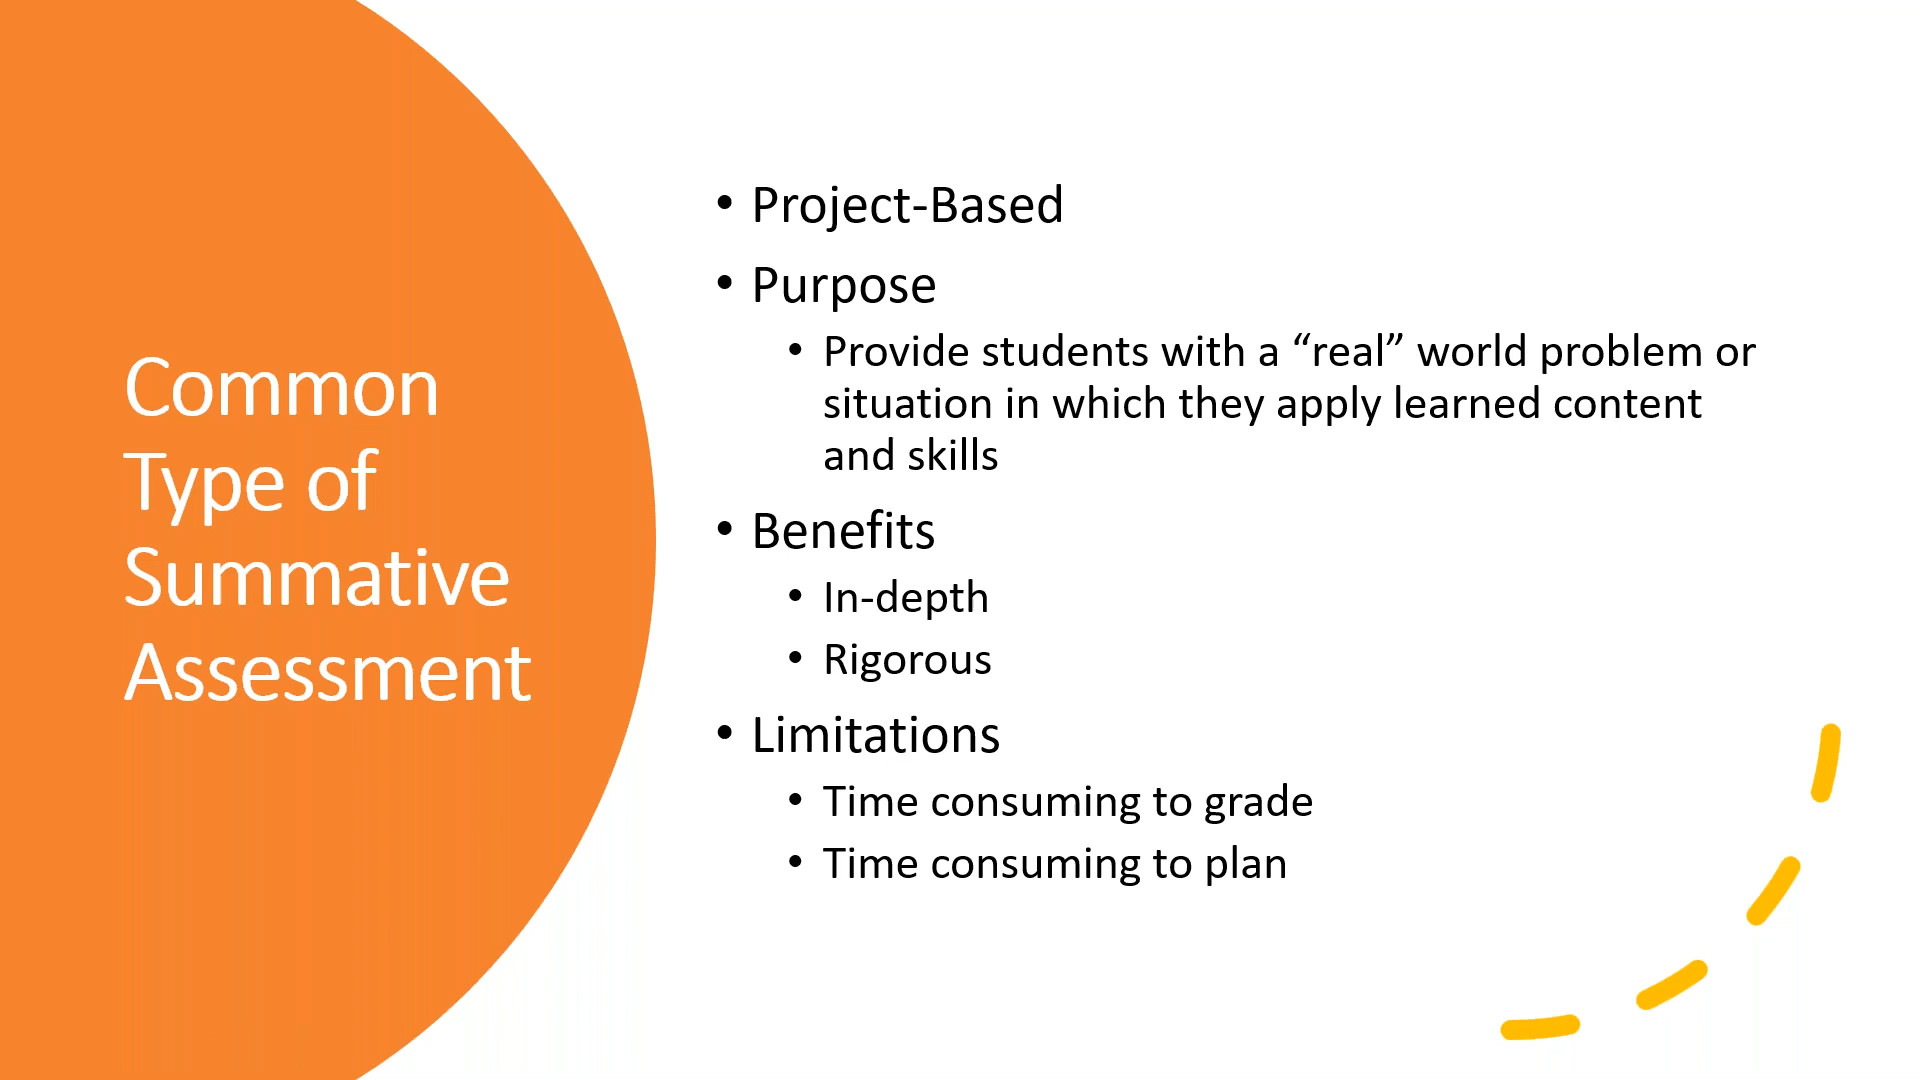 Common
Type of
Summative
Assessment
• Project-Based
• Purpose
• Provide students with a “real” world problem or
situation in which they apply learned content
and skills
• Benefits
• In-depth
• Rigorous
• Limitations
• Time consuming to grade
• Time consuming to plan